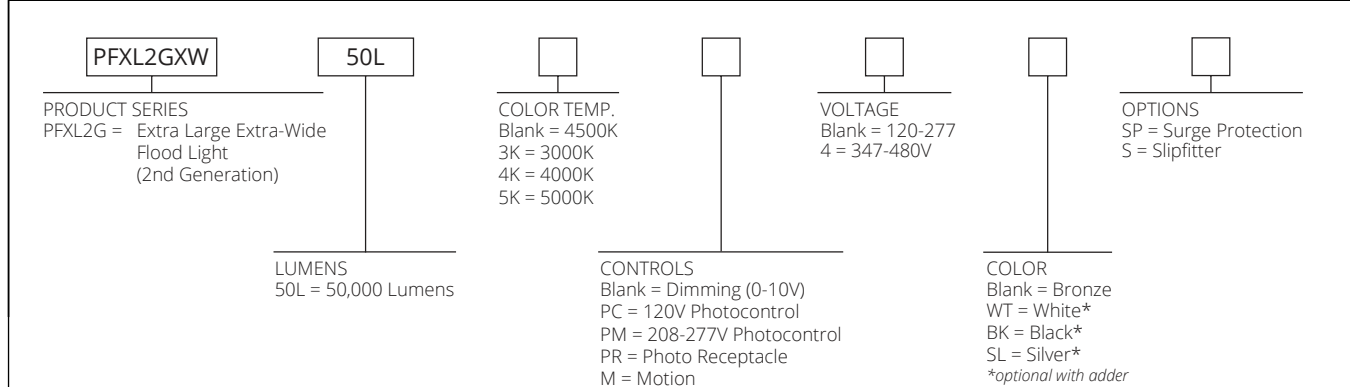 PFXL2GXW
50L
PRODUCT SERIES
PFXL2G = Extra Large Extra-Wide
Flood Light
(2nd Generation)
LUMENS
50L = 50,000 Lumens
COLOR TEMP.
Blank = 4500K
3K = 3000K
4K = 4000K
5K = 5000K
CONTROLS
Blank = Dimming (0-10V)
PC = 120V Photocontrol
PM = 208-277V Photocontrol
PR = Photo Receptacle
M = Motion
VOLTAGE
Blank = 120-277
4 = 347-480V
COLOR
Blank = Bronze
WT = White*
BK = Black*
SL = Silver*
*optional with adder
OPTIONS
SP = Surge Protection
S = Slipfitter